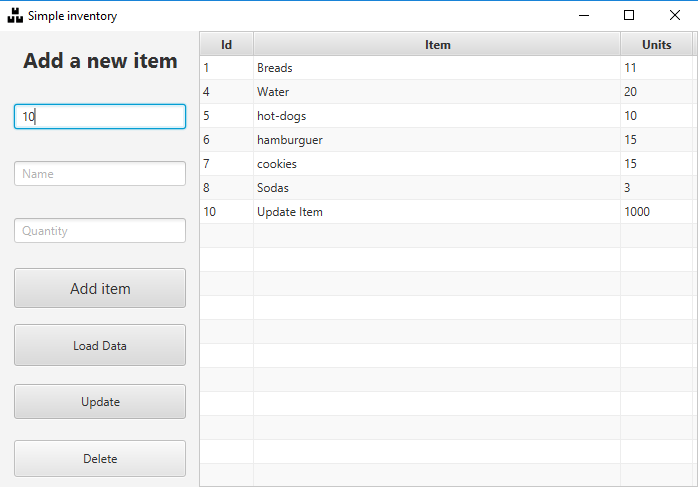 Simple inventory
Add a new item
10
Name
Quantity
Add item
Load Data
Update
Delete
Id Item Units
1 Breads 11
4 Water 20
5 hot-dogs 10
6 hamburguer 15
7 cookies 15
8 Sodas 3
10 Update Item 1000